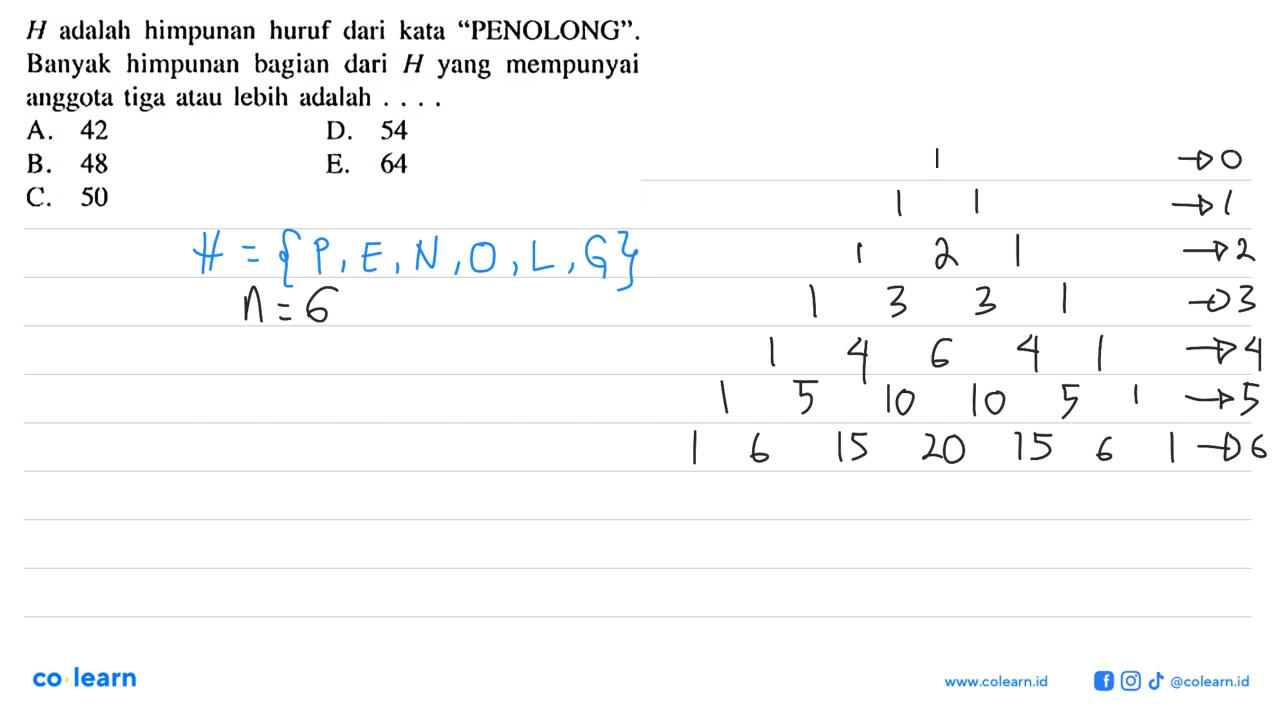 H adalah himpunan huruf dari kata “PENOLONG”.
Banyak himpunan bagian dari H yang mempunyai
anggota tiga atau lebih adalah . . . .
A. 42 D. 54
B. 48 E. 64
C. 50
H = {P, E, N, O, L, G}
n = 6
1 → 0
1 1 → 1
1 2 1 → 2
1 3 3 1 → 3
1 4 6 4 1 → 4
1 5 10 10 5 1 → 5
1 6 15 20 15 6 1 → 6
co·learn
www.colearn.id @colearn.id